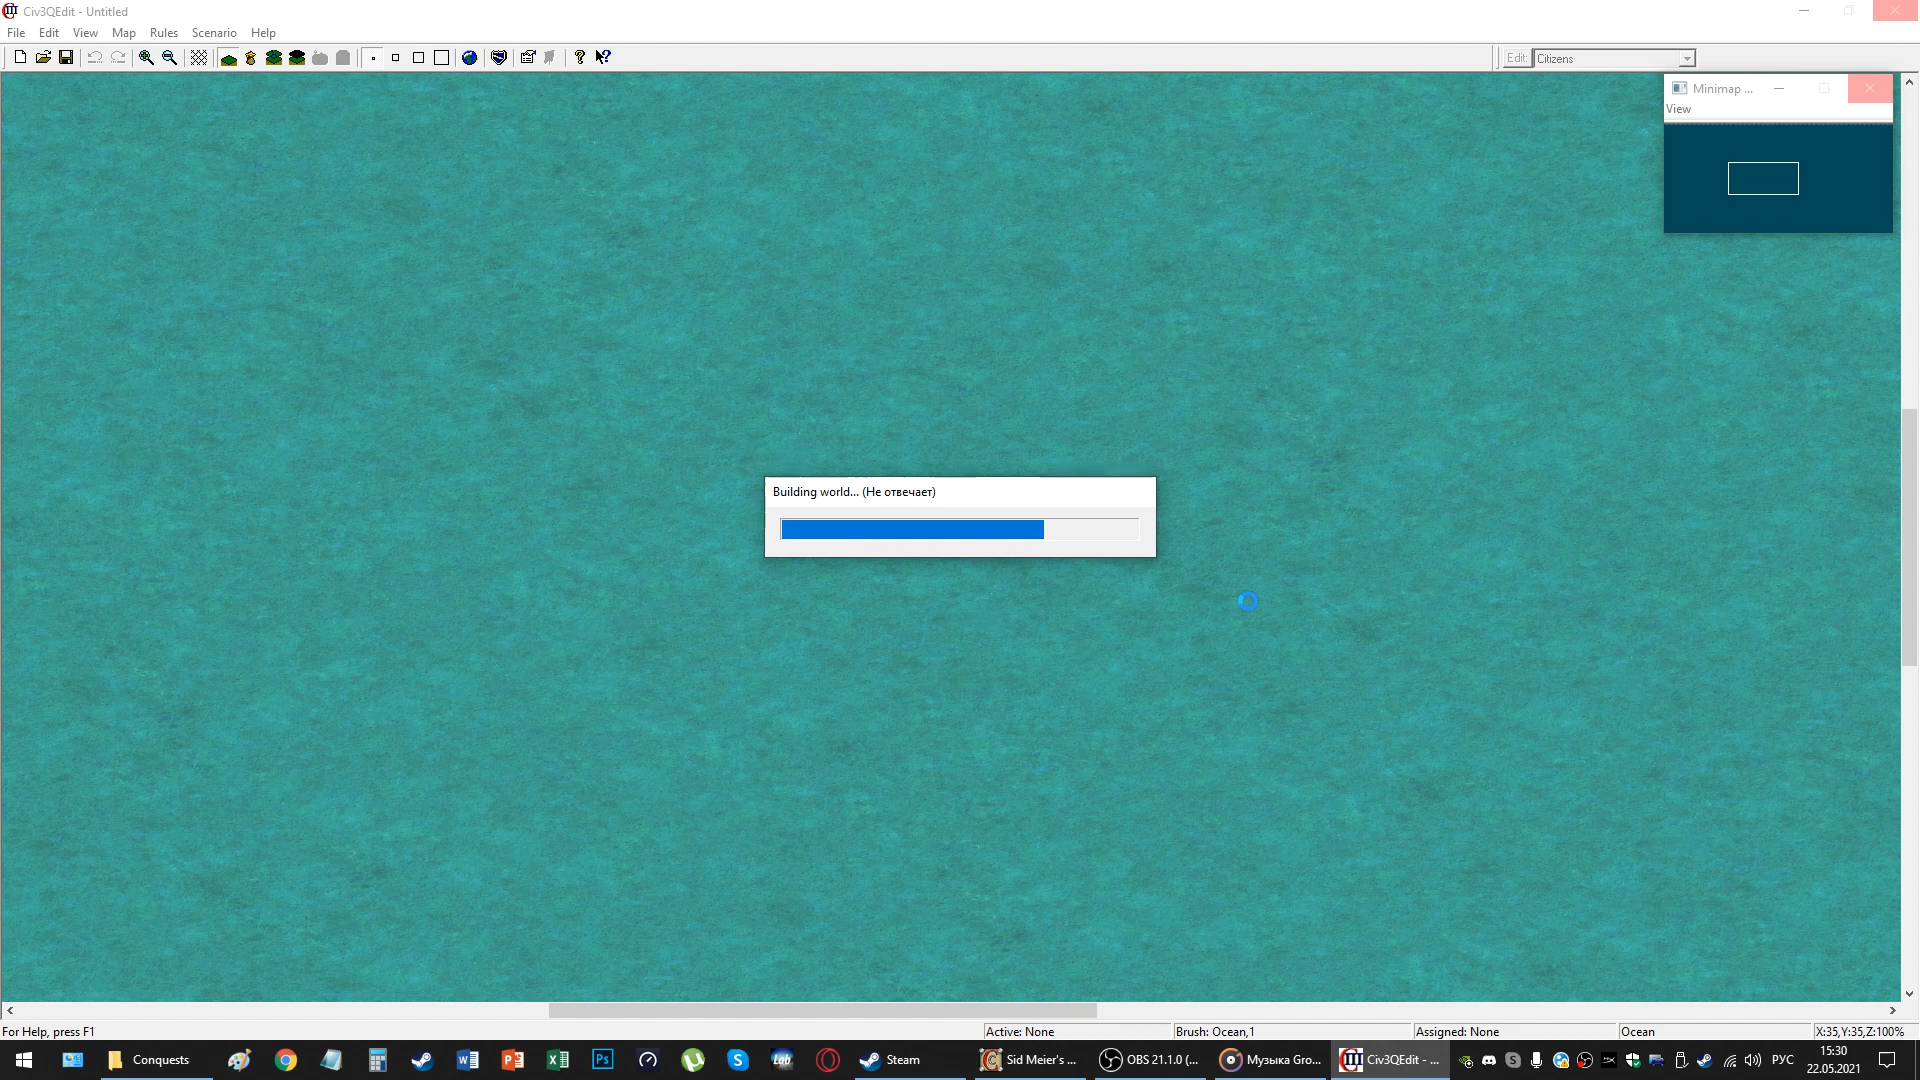 Civ3QEdit - Untitled
File Edit View Map Rules Scenario Help
Edit: Citizens
Minimap ...
View
Building world... (Не отвечает)
For Help, press F1
Active: None
Brush: Ocean,1
Assigned: None
Ocean
X:35,Y:35,Z:100%
Conquests
Steam
Sid Meier's ...
OBS 21.1.0 (...
Музыка Gro...
Civ3QEdit - ...
РУС
15:30
22.05.2021